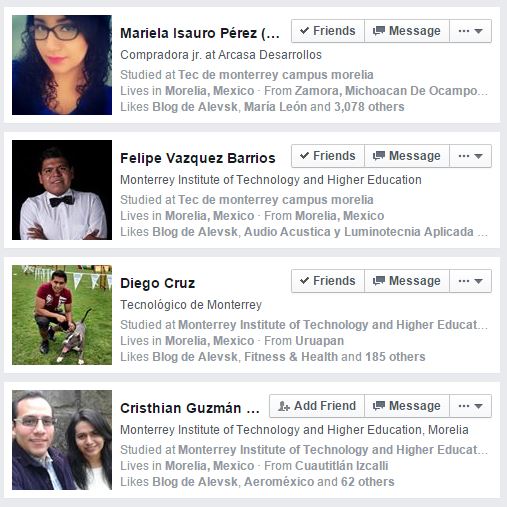 Mariela Isauro Pérez (... Friends Message ...
Compradora jr. at Arcasa Desarrollos
Studied at Tec de monterrey campus morelia
Lives in Morelia, Mexico · From Zamora, Michoacan De Ocampo...
Likes Blog de Alevsk, María León and 3,078 others
Felipe Vazquez Barrios Friends Message ...
Monterrey Institute of Technology and Higher Education
Studied at Tec de monterrey campus morelia
Lives in Morelia, Mexico · From Morelia, Mexico
Likes Blog de Alevsk, Audio Acustica y Luminotecnia Aplicada ...
Diego Cruz Friends Message ...
Tecnológico de Monterrey
Studied at Monterrey Institute of Technology and Higher Educat...
Lives in Morelia, Mexico · From Uruapan
Likes Blog de Alevsk, Fitness & Health and 185 others
Cristhian Guzmán ... Add Friend Message ...
Monterrey Institute of Technology and Higher Education, Morelia
Studied at Monterrey Institute of Technology and Higher Educat...
Lives in Morelia, Mexico · From Cuautitlán Izcalli
Likes Blog de Alevsk, Aeroméxico and 62 others